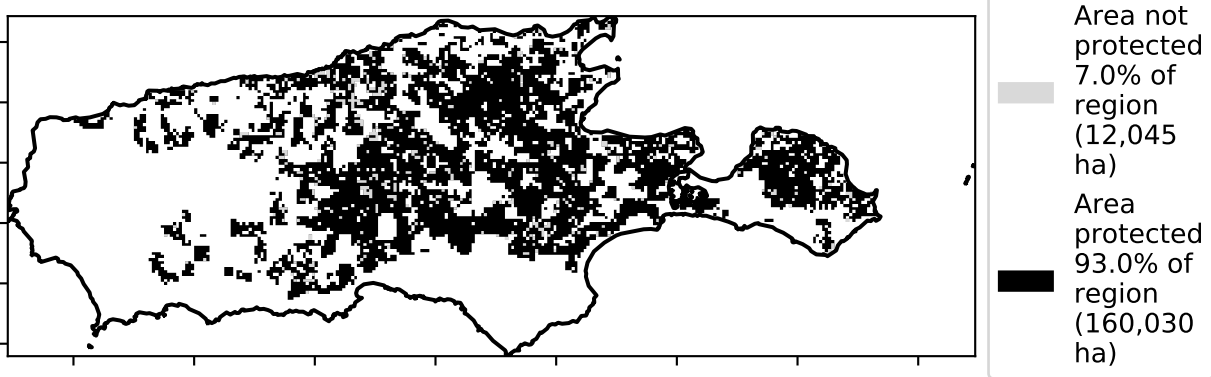 Area not
protected
7.0% of
region
(12,045
ha)
Area
protected
93.0% of
region
(160,030
ha)